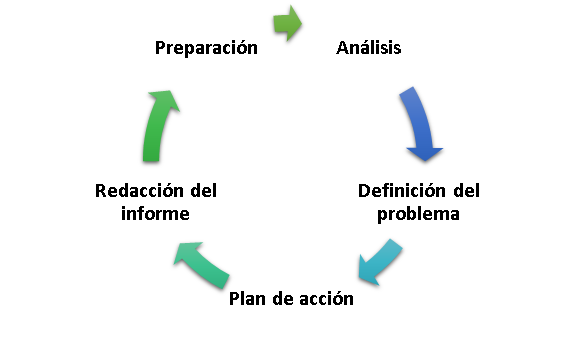 Preparación
Análisis
Definición del
problema
Plan de acción
Redacción del
informe